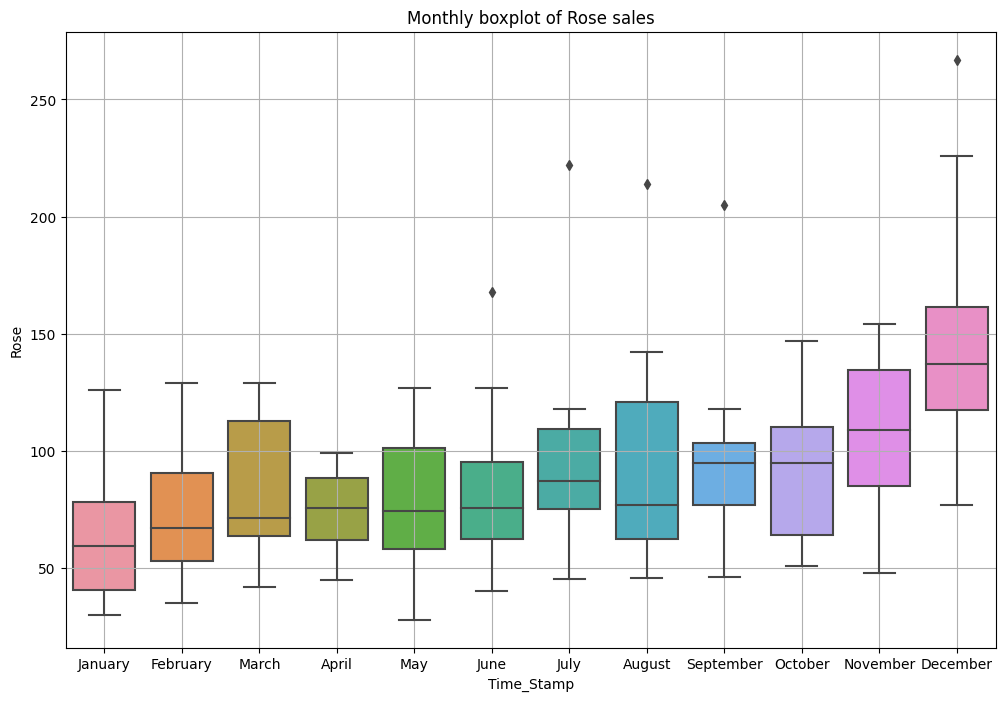 Monthly boxplot of Rose sales
250
200
150
100
50
Rose
January February March April May June July August September October November December
Time_Stamp